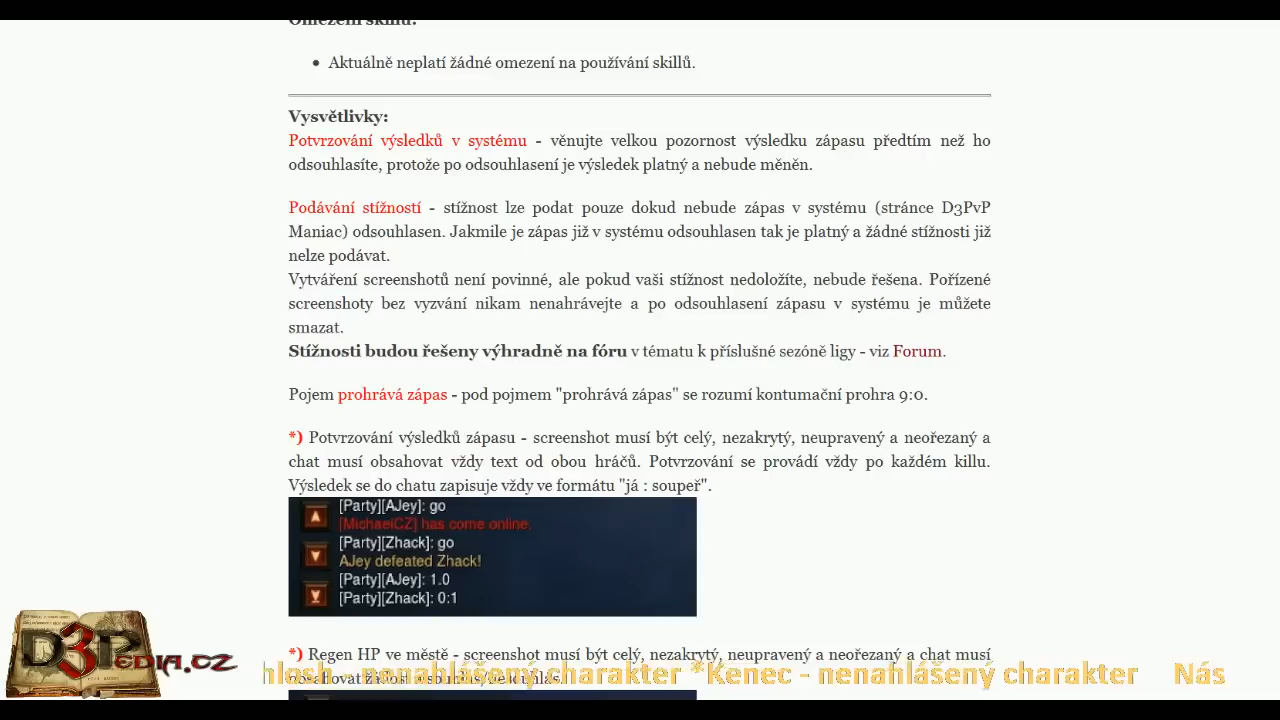 Omezení skillů:
• Aktuálně neplatí žádné omezení na používání skillů.
Vysvětlivky:
Potvrzování výsledků v systému - věnujte velkou pozornost výsledku zápasu předtím než ho
odsouhlasíte, protože po odsouhlasení je výsledek platný a nebude měněn.
Podávání stížností - stížnost lze podat pouze dokud nebude zápas v systému (stránce D3PvP
Maniac) odsouhlasen. Jakmile je zápas již v systému odsouhlasen tak je platný a žádné stížnosti již
nelze podávat.
Vytváření screenshotů není povinné, ale pokud vaši stížnost nedoložíte, nebude řešena. Pořízené
screenshoty bez vyzvání nikam nenahrávejte a po odsouhlasení zápasu v systému je můžete
smazat.
Stížnosti budou řešeny výhradně na fóru v tématu k příslušné sezóně ligy - viz Forum.
Pojem prohrává zápas - pod pojmem "prohrává zápas" se rozumí kontumační prohra 9:0.
*) Potvrzování výsledků zápasu - screenshot musí být celý, nezakrytý, neupravený a neořezaný a
chat musí obsahovat vždy text od obou hráčů. Potvrzování se provádí vždy po každém killu.
Výsledek se do chatu zapisuje vždy ve formátu "já : soupeř".
[Party][AJey]: go
[MichaelCZ] has come online.
[Party][Zhack]: go
AJey defeated Zhack!
[Party][AJey]: 1.0
[Party][Zhack]: 0:1
*) Regen HP ve městě - screenshot musí být celý, nezakrytý, neupravený a neořezaný a chat musí
obsahovat žádost a souhlas/nesouhlas.
D3Pedia.cz
hlosh - nenahlášený charakter *Kenec - nenahlášený charakter Nás